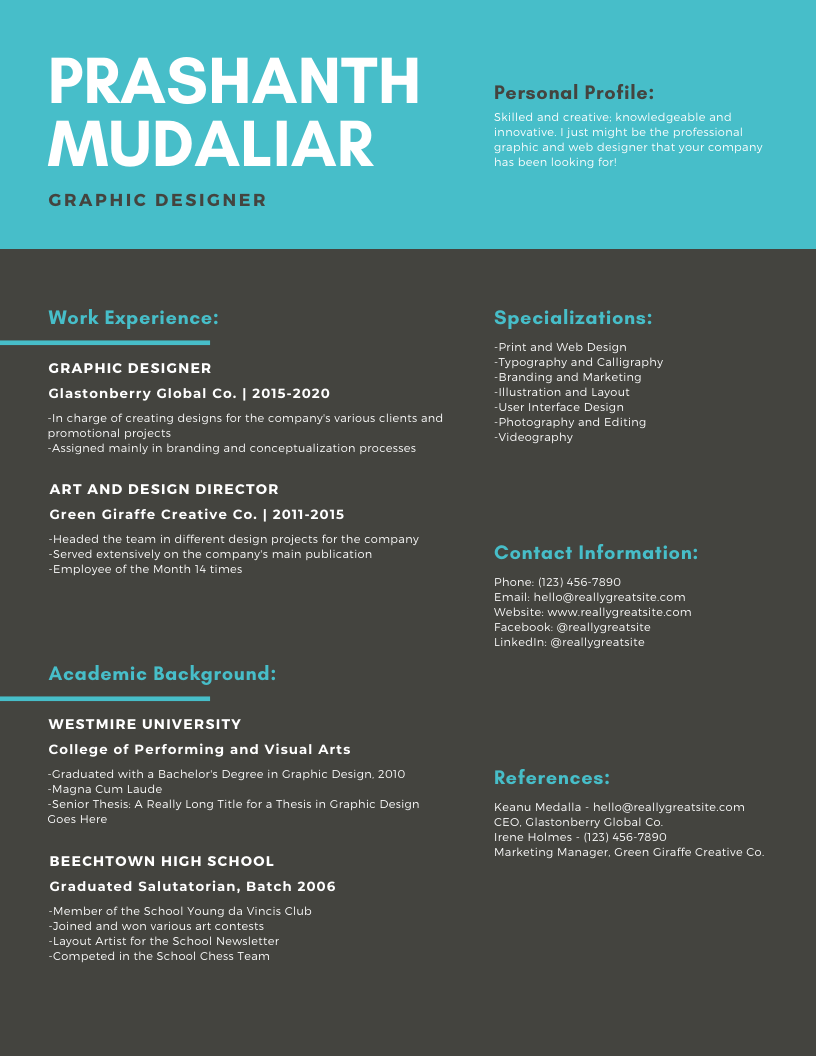 PRASHANTH
MUDALIAR
GRAPHIC DESIGNER
Personal Profile:
Skilled and creative; knowledgeable and
innovative. I just might be the professional
graphic and web designer that your company
has been looking for!
Work Experience:
GRAPHIC DESIGNER
Glastonberry Global Co. | 2015-2020
-In charge of creating designs for the company's various clients and
promotional projects
-Assigned mainly in branding and conceptualization processes
ART AND DESIGN DIRECTOR
Green Giraffe Creative Co. | 2011-2015
-Headed the team in different design projects for the company
-Served extensively on the company's main publication
-Employee of the Month 14 times
Academic Background:
WESTMIRE UNIVERSITY
College of Performing and Visual Arts
-Graduated with a Bachelor's Degree in Graphic Design, 2010
-Magna Cum Laude
-Senior Thesis: A Really Long Title for a Thesis in Graphic Design
Goes Here
BEECHTOWN HIGH SCHOOL
Graduated Salutatorian, Batch 2006
-Member of the School Young da Vincis Club
-Joined and won various art contests
-Layout Artist for the School Newsletter
-Competed in the School Chess Team
Specializations:
-Print and Web Design
-Typography and Calligraphy
-Branding and Marketing
-Illustration and Layout
-User Interface Design
-Photography and Editing
-Videography
Contact Information:
Phone: (123) 456-7890
Email: hello@reallygreatsite.com
Website: www.reallygreatsite.com
Facebook: @reallygreatsite
LinkedIn: @reallygreatsite
References:
Keanu Medalla - hello@reallygreatsite.com
CEO, Glastonberry Global Co.
Irene Holmes - (123) 456-7890
Marketing Manager, Green Giraffe Creative Co.